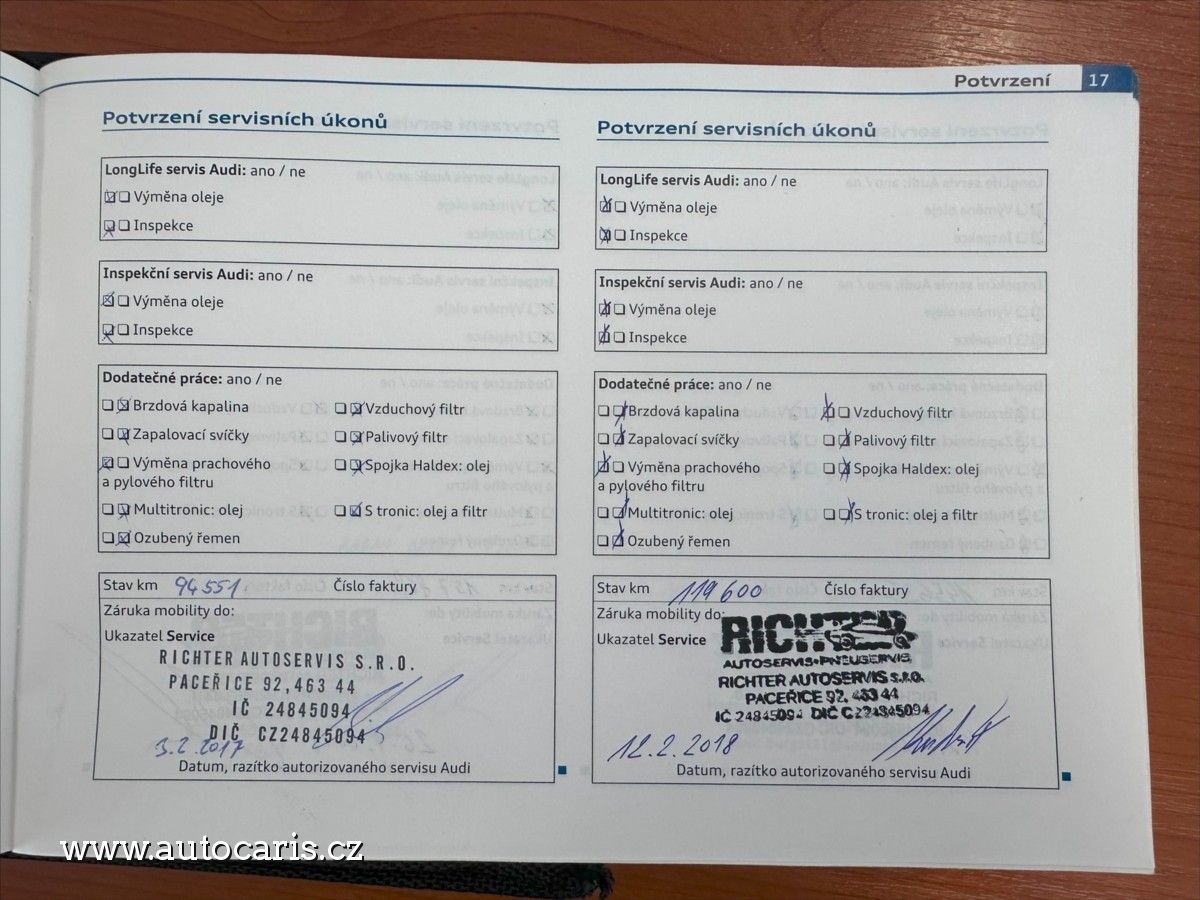 Potvrzení 17
Potvrzení servisních úkonů
LongLife servis Audi: ano / ne
Výměna oleje
Inspekce
Inspekční servis Audi: ano / ne
Výměna oleje
Inspekce
Dodatečné práce: ano / ne
Brzdová kapalina Vzduchový filtr
Zapalovací svíčky Palivový filtr
Výměna prachového Spojka Haldex: olej
a pylového filtru
Multitronic: olej S tronic: olej a filtr
Ozubený řemen
Stav km 94551 Číslo faktury
Záruka mobility do:
Ukazatel Service
RICHTER AUTOSERVIS S.R.O.
PACEŘICE 92,463 44
IČ 24845094
DIČ CZ24845094
3.2.2017
Datum, razítko autorizovaného servisu Audi
Potvrzení servisních úkonů
LongLife servis Audi: ano / ne
Výměna oleje
Inspekce
Inspekční servis Audi: ano / ne
Výměna oleje
Inspekce
Dodatečné práce: ano / ne
Brzdová kapalina Vzduchový filtr
Zapalovací svíčky Palivový filtr
Výměna prachového Spojka Haldex: olej
a pylového filtru
Multitronic: olej S tronic: olej a filtr
Ozubený řemen
Stav km 119600 Číslo faktury
Záruka mobility do:
Ukazatel Service
RICHTER
AUTOSERVIS•PNEUSERVIS
RICHTER AUTOSERVIS s.r.o.
PACEŘICE 92, 463 44
IČ 24845094 DIČ CZ24845094
12.2.2018
Datum, razítko autorizovaného servisu Audi
www.autocaris.cz